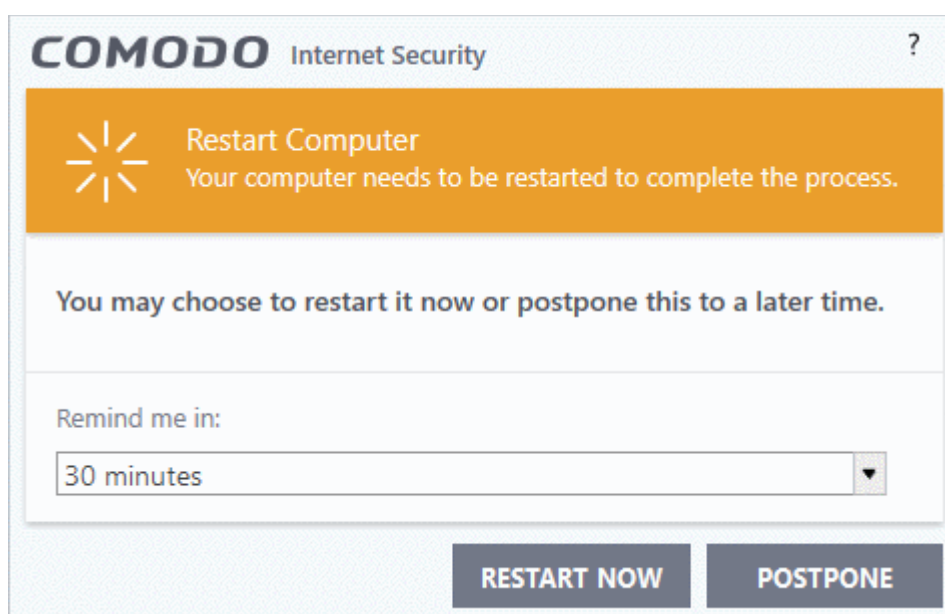 COMODO Internet Security ?
Restart Computer
Your computer needs to be restarted to complete the process.
You may choose to restart it now or postpone this to a later time.
Remind me in:
30 minutes
RESTART NOW POSTPONE